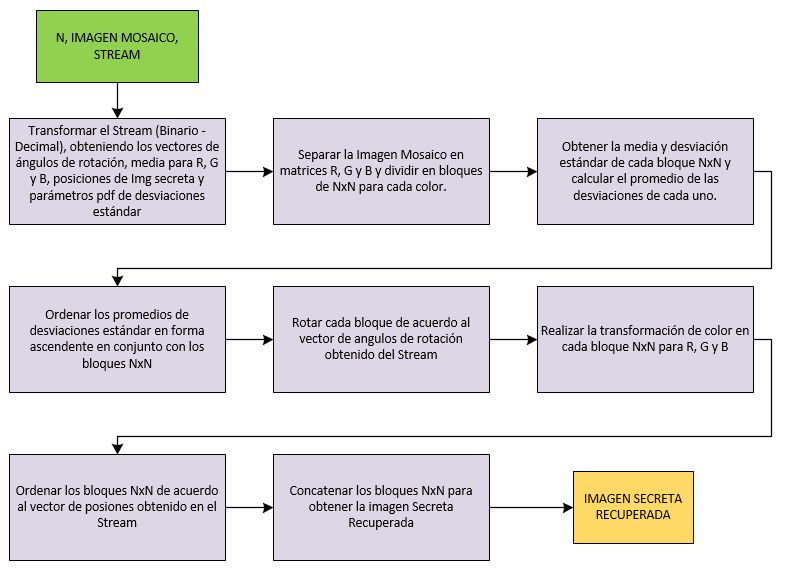 N, IMAGEN MOSAICO,
STREAM
Transformar el Stream (Binario -
Decimal), obteniendo los vectores de
ángulos de rotación, media para R, G
y B, posiciones de Img secreta y
parámetros pdf de desviaciones
estándar
Separar la Imagen Mosaico en
matrices R, G y B y dividir en bloques
de NxN para cada color.
Obtener la media y desviación
estándar de cada bloque NxN y
calcular el promedio de las
desviaciones de cada uno.
Ordenar los promedios de
desviaciones estándar en forma
ascendente en conjunto con los
bloques NxN
Rotar cada bloque de acuerdo al
vector de angulos de rotación
obtenido del Stream
Realizar la transformación de color en
cada bloque NxN para R, G y B
Ordenar los bloques NxN de acuerdo
al vector de posiones obtenido en el
Stream
Concatenar los bloques NxN para
obtener la imagen Secreta
Recuperada
IMAGEN SECRETA
RECUPERADA